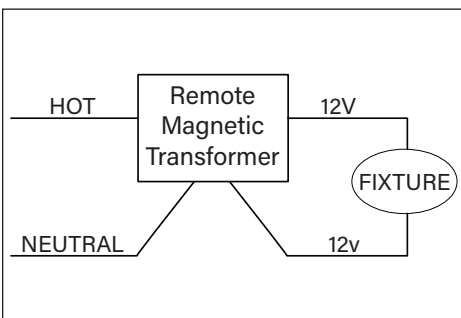 HOT
Remote
Magnetic
Transformer
12V
FIXTURE
NEUTRAL
12v